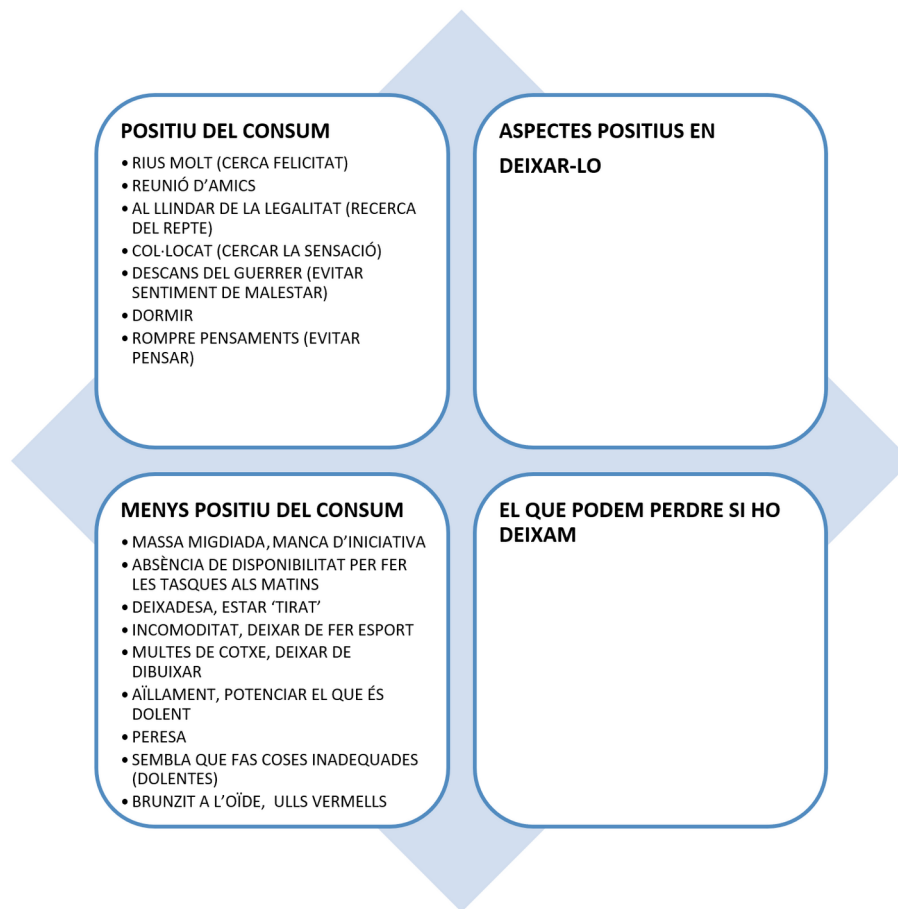 POSITIU DEL CONSUM
• RIUS MOLT (CERCA FELICITAT)
• REUNIÓ D'AMICS
• AL LLINDAR DE LA LEGALITAT (RECERCA
DEL REPTE)
• COL·LOCAT (CERCAR LA SENSACIÓ)
• DESCANS DEL GUERRER (EVITAR
SENTIMENT DE MALESTAR)
• DORMIR
• ROMPRE PENSAMENTS (EVITAR
PENSAR)
ASPECTES POSITIUS EN
DEIXAR-LO
MENYS POSITIU DEL CONSUM
• MASSA MIGDIADA, MANCA D'INICIATIVA
• ABSÈNCIA DE DISPONIBILITAT PER FER
LES TASQUES ALS MATINS
• DEIXADESA, ESTAR ‘TIRAT’
• INCOMODITAT, DEIXAR DE FER ESPORT
• MULTES DE COTXE, DEIXAR DE
DIBUIXAR
• AÏLLAMENT, POTENCIAR EL QUE ÉS
DOLENT
• PERESA
• SEMBLA QUE FAS COSES INADEQUADES
(DOLENTES)
• BRUNZIT A L'OÏDE, ULLS VERMELLS
EL QUE PODEM PERDRE SI HO
DEIXAM